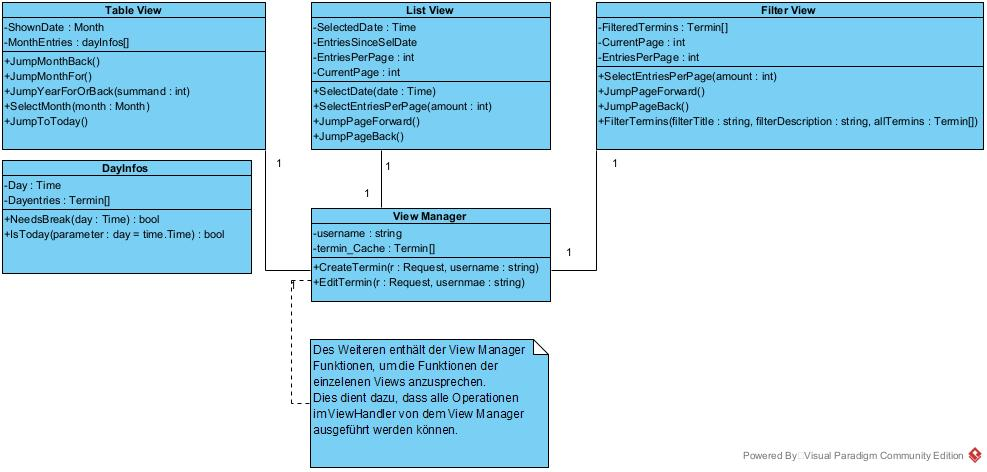 Table View
-ShownDate : Month
-MonthEntries : dayInfos[]
+JumpMonthBack()
+JumpMonthFor()
+JumpYearForOrBack(summand : int)
+SelectMonth(month : Month)
+JumpToToday()
List View
-SelectedDate : Time
-EntriesSinceSelDate
-EntriesPerPage : int
-CurrentPage : int
+SelectDate(date : Time)
+SelectEntriesPerPage(amount : int)
+JumpPageForward()
+JumpPageBack()
Filter View
-FilteredTermins : Termin[]
-CurrentPage : int
-EntriesPerPage : int
+SelectEntriesPerPage(amount : int)
+JumpPageForward()
+JumpPageBack()
+FilterTermins(filterTitle : string, filterDescription : string, allTermins : Termin[])
1
1
1
DayInfos
-Day : Time
-Dayentries : Termin[]
+NeedsBreak(day : Time) : bool
+IsToday(parameter : day = time.Time) : bool
1
View Manager
-username : string
-termin_Cache : Termin[]
+CreateTermin(r : Request, username : string)
+EditTermin(r : Request, usernmae : string)
1
1
Des Weiteren enthält der View Manager
Funktionen, um die Funktionen der
einzelenen Views anzusprechen.
Dies dient dazu, dass alle Operationen
im ViewHandler von dem View Manager
ausgeführt werden können.
Powered By Visual Paradigm Community Edition